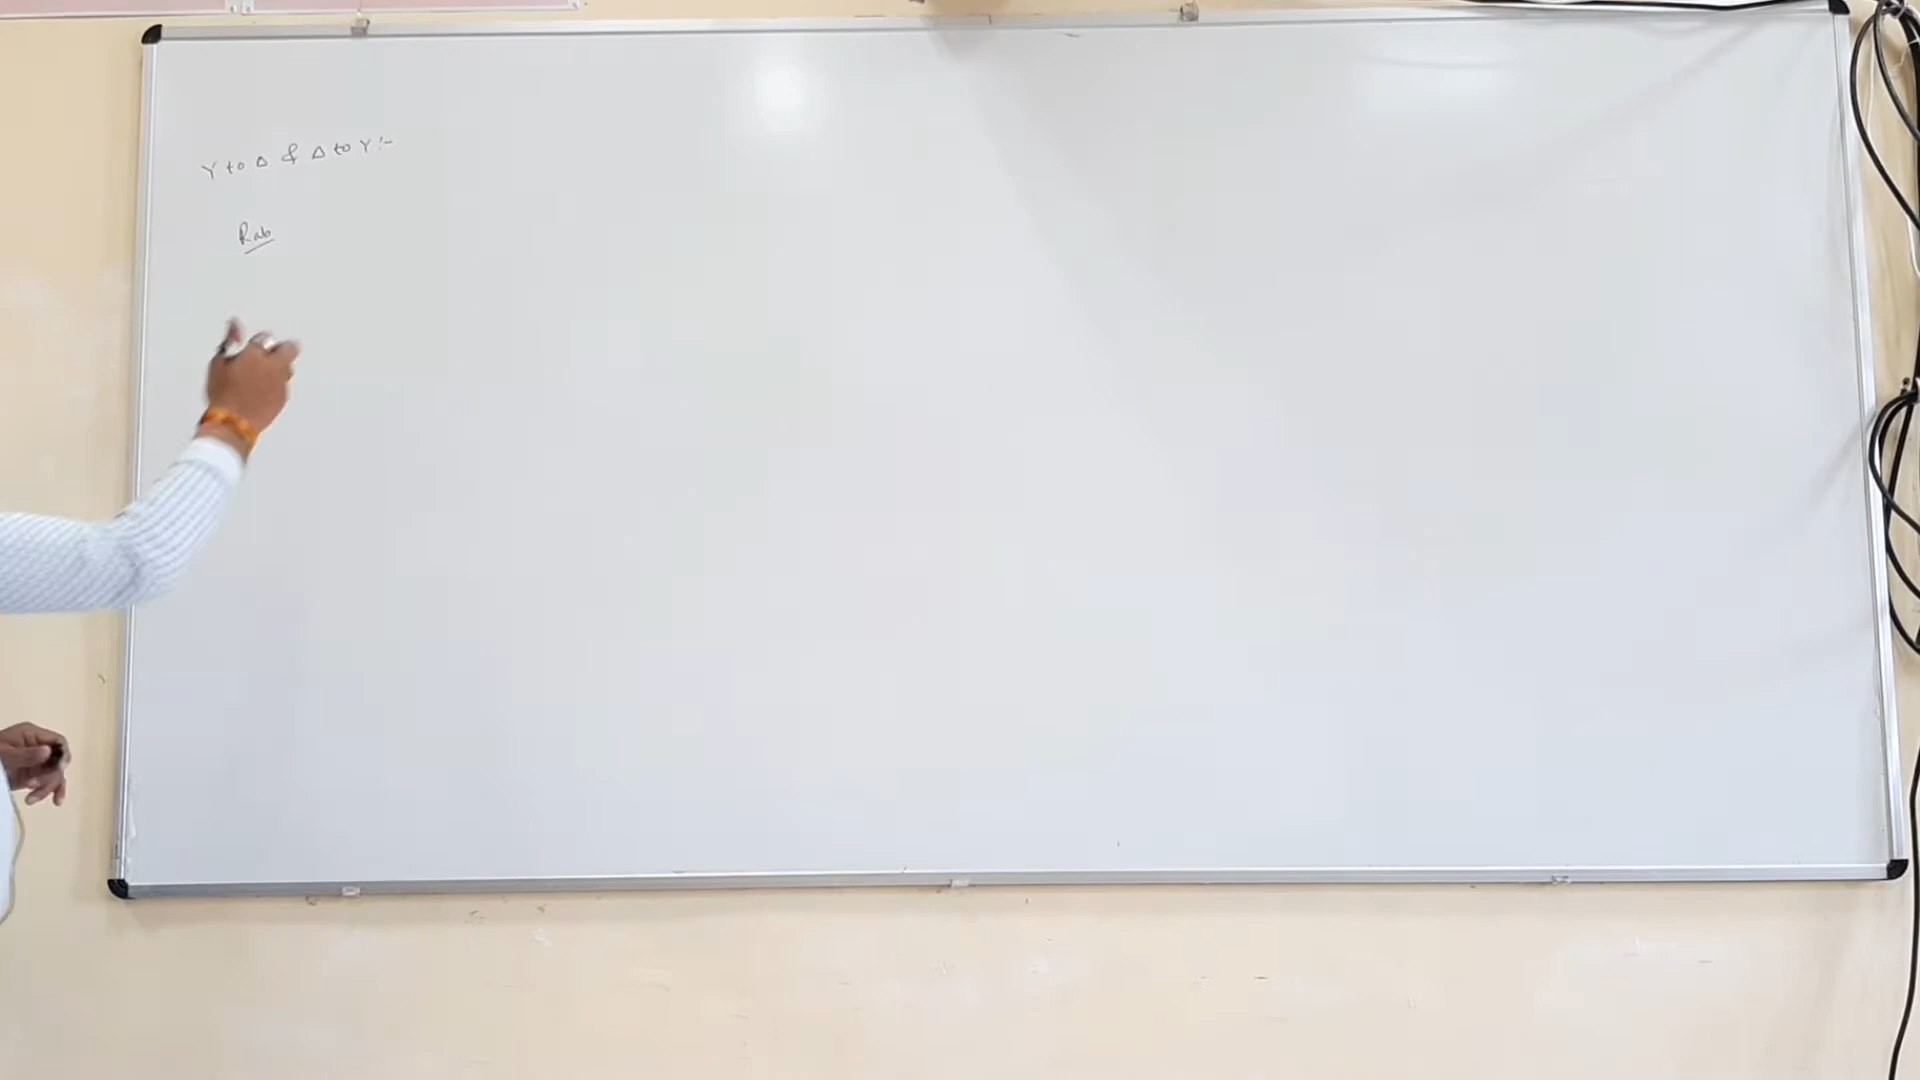 Y to Δ & Δ to Y :-
Rab